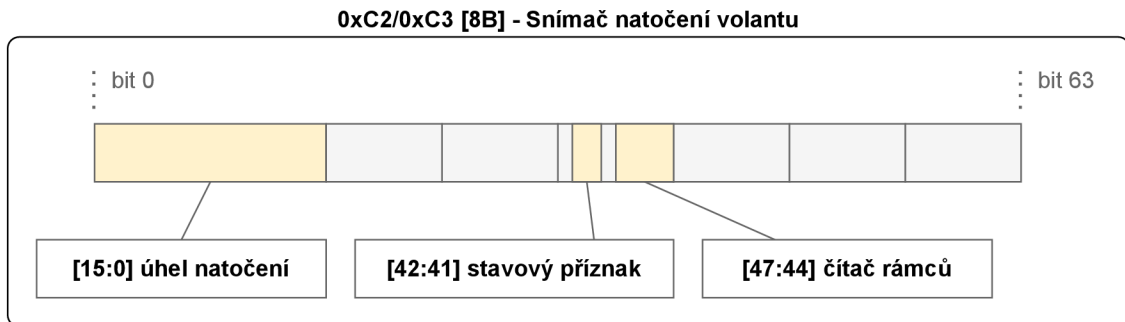 0xC2/0xC3 [8B] - Snímač natočení volantu
bit 0
bit 63
[15:0] úhel natočení
[42:41] stavový příznak
[47:44] čítač rámců